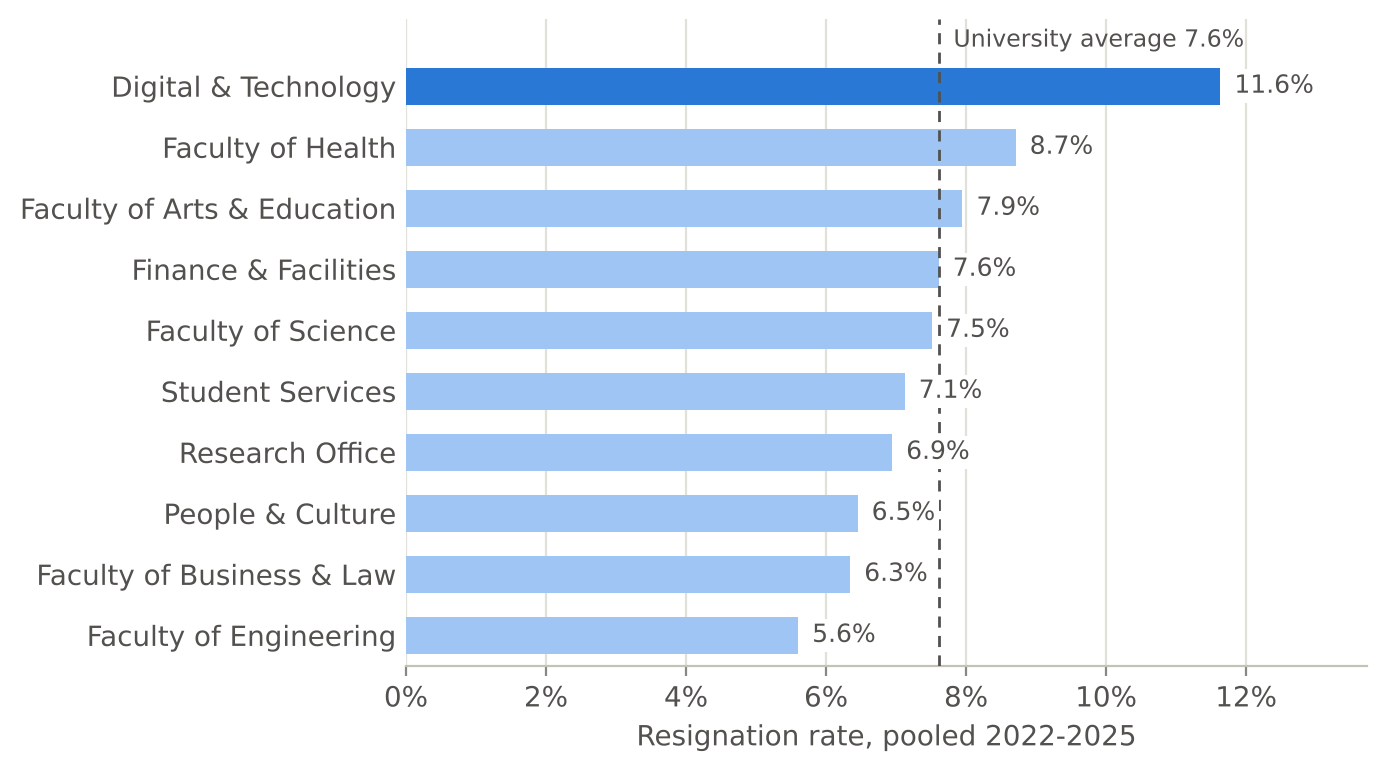 University average 7.6%
Digital & Technology 11.6%
Faculty of Health 8.7%
Faculty of Arts & Education 7.9%
Finance & Facilities 7.6%
Faculty of Science 7.5%
Student Services 7.1%
Research Office 6.9%
People & Culture 6.5%
Faculty of Business & Law 6.3%
Faculty of Engineering 5.6%
0% 2% 4% 6% 8% 10% 12%
Resignation rate, pooled 2022-2025